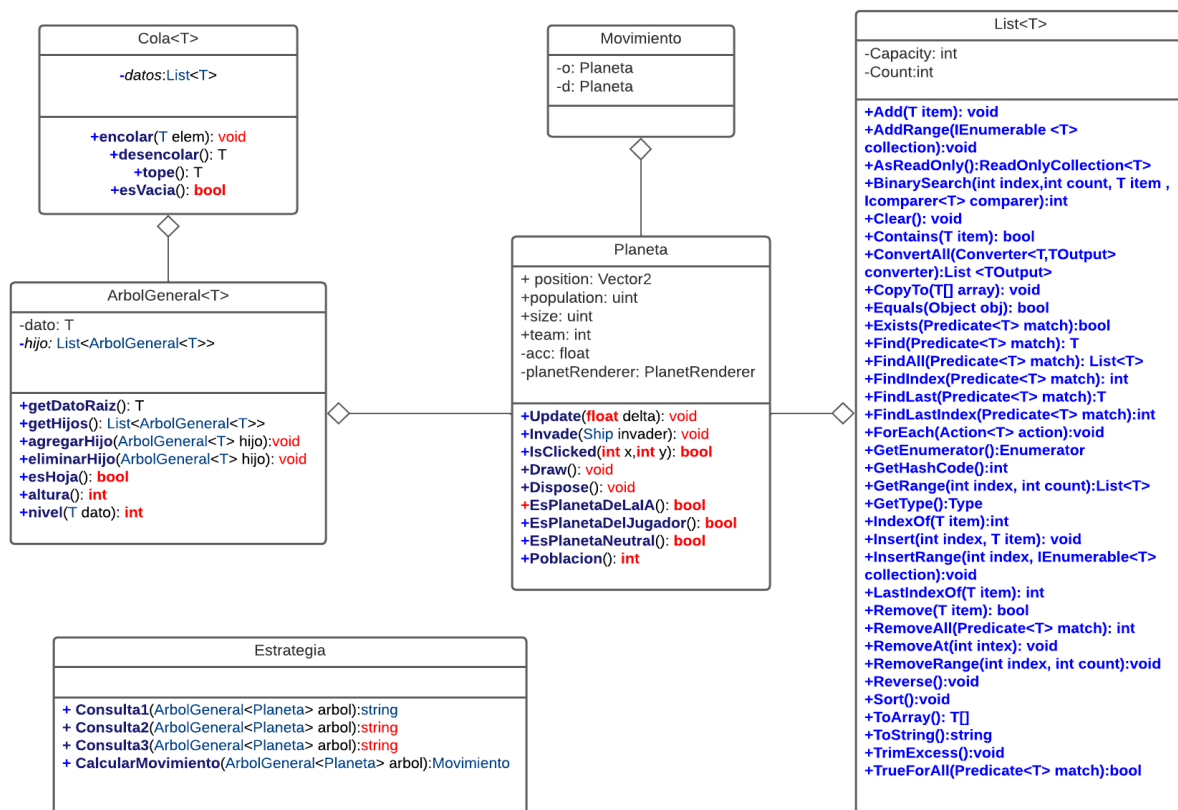 Cola<T>
-datos:List<T>
+encolar(T elem): void
+desencolar(): T
+tope(): T
+esVacia(): bool
Movimiento
-o: Planeta
-d: Planeta
List<T>
-Capacity: int
-Count:int
+Add(T item): void
+AddRange(IEnumerable <T>
collection):void
+AsReadOnly():ReadOnlyCollection<T>
+BinarySearch(int index,int count, T item ,
Icomparer<T> comparer):int
+Clear(): void
+Contains(T item): bool
+ConvertAll(Converter<T,TOutput>
converter):List <TOutput>
+CopyTo(T[] array): void
+Equals(Object obj): bool
+Exists(Predicate<T> match):bool
+Find(Predicate<T> match): T
+FindAll(Predicate<T> match): List<T>
+FindIndex(Predicate<T> match): int
+FindLast(Predicate<T> match):T
+FindLastIndex(Predicate<T> match):int
+ForEach(Action<T> action):void
+GetEnumerator():Enumerator
+GetHashCode():int
+GetRange(int index, int count):List<T>
+GetType():Type
+IndexOf(T item):int
+Insert(int index, T item): void
+InsertRange(int index, IEnumerable<T>
collection):void
+LastIndexOf(T item): int
+Remove(T item): bool
+RemoveAll(Predicate<T> match): int
+RemoveAt(int intex): void
+RemoveRange(int index, int count):void
+Reverse():void
+Sort():void
+ToArray(): T[]
+ToString():string
+TrimExcess():void
+TrueForAll(Predicate<T> match):bool
ArbolGeneral<T>
-dato: T
-hijo: List<ArbolGeneral<T>>
+getDatoRaiz(): T
+getHijos(): List<ArbolGeneral<T>>
+agregarHijo(ArbolGeneral<T> hijo):void
+eliminarHijo(ArbolGeneral<T> hijo): void
+esHoja(): bool
+altura(): int
+nivel(T dato): int
Planeta
+ position: Vector2
+population: uint
+size: uint
+team: int
-acc: float
-planetRenderer: PlanetRenderer
+Update(float delta): void
+Invade(Ship invader): void
+IsClicked(int x,int y): bool
+Draw(): void
+Dispose(): void
+EsPlanetaDeLaIA(): bool
+EsPlanetaDelJugador(): bool
+EsPlanetaNeutral(): bool
+Poblacion(): int
Estrategia
+ Consulta1(ArbolGeneral<Planeta> arbol):string
+ Consulta2(ArbolGeneral<Planeta> arbol):string
+ Consulta3(ArbolGeneral<Planeta> arbol):string
+ CalcularMovimiento(ArbolGeneral<Planeta> arbol):Movimiento